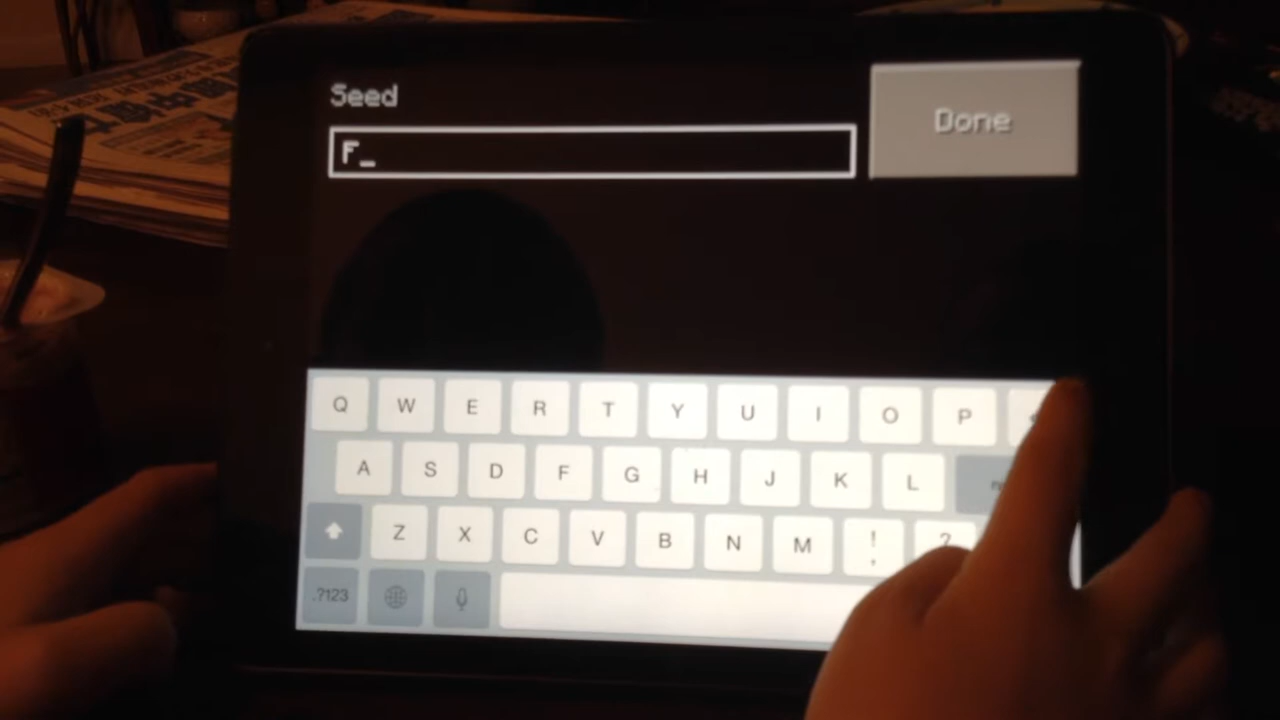 Seed
Done
F_
Q W E R T Y U I O P
A S D F G H J K L
Z X C V B N M ! , ?
.?123